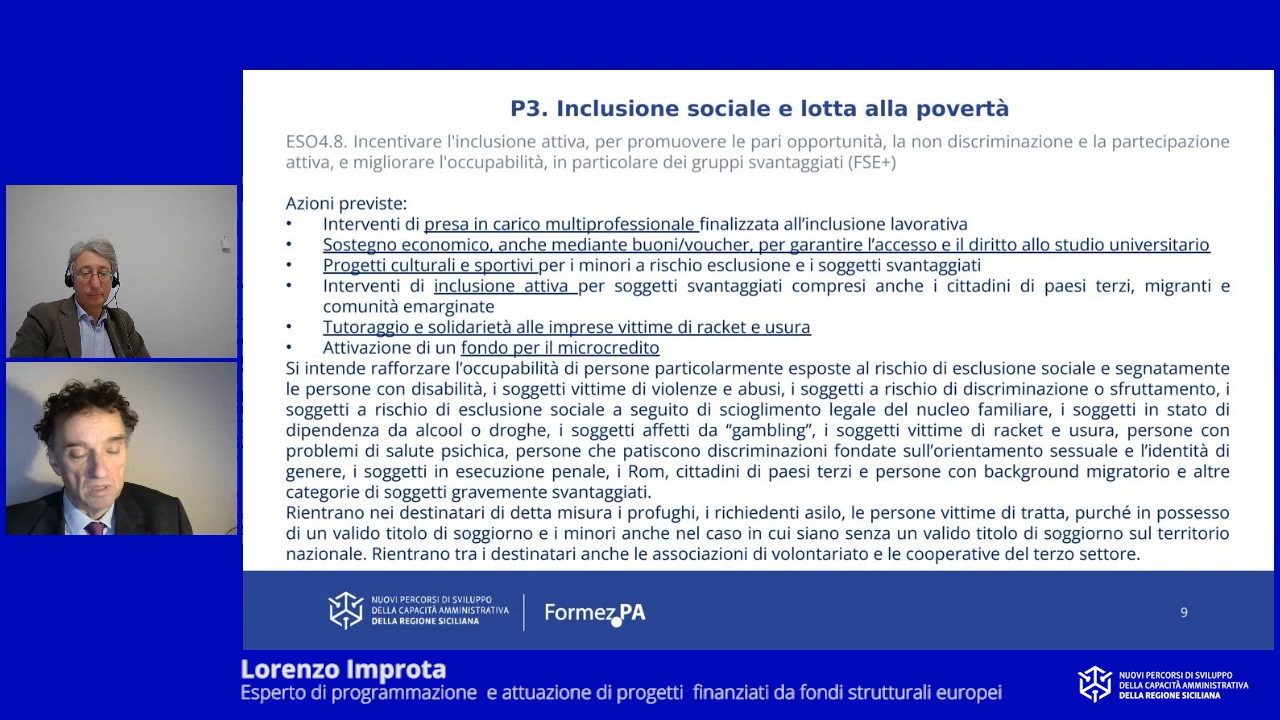 P3. Inclusione sociale e lotta alla povertà
ESO4.8. Incentivare l'inclusione attiva, per promuovere le pari opportunità, la non discriminazione e la partecipazione
attiva, e migliorare l'occupabilità, in particolare dei gruppi svantaggiati (FSE+)
Azioni previste:
• Interventi di presa in carico multiprofessionale finalizzata all’inclusione lavorativa
• Sostegno economico, anche mediante buoni/voucher, per garantire l’accesso e il diritto allo studio universitario
• Progetti culturali e sportivi per i minori a rischio esclusione e i soggetti svantaggiati
• Interventi di inclusione attiva per soggetti svantaggiati compresi anche i cittadini di paesi terzi, migranti e
comunità emarginate
• Tutoraggio e solidarietà alle imprese vittime di racket e usura
• Attivazione di un fondo per il microcredito
Si intende rafforzare l’occupabilità di persone particolarmente esposte al rischio di esclusione sociale e segnatamente
le persone con disabilità, i soggetti vittime di violenze e abusi, i soggetti a rischio di discriminazione o sfruttamento, i
soggetti a rischio di esclusione sociale a seguito di scioglimento legale del nucleo familiare, i soggetti in stato di
dipendenza da alcool o droghe, i soggetti affetti da “gambling”, i soggetti vittime di racket e usura, persone con
problemi di salute psichica, persone che patiscono discriminazioni fondate sull’orientamento sessuale e l’identità di
genere, i soggetti in esecuzione penale, i Rom, cittadini di paesi terzi e persone con background migratorio e altre
categorie di soggetti gravemente svantaggiati.
Rientrano nei destinatari di detta misura i profughi, i richiedenti asilo, le persone vittime di tratta, purché in possesso
di un valido titolo di soggiorno e i minori anche nel caso in cui siano senza un valido titolo di soggiorno sul territorio
nazionale. Rientrano tra i destinatari anche le associazioni di volontariato e le cooperative del terzo settore.
NUOVI PERCORSI DI SVILUPPO
DELLA CAPACITÀ AMMINISTRATIVA
DELLA REGIONE SICILIANA
Formez.PA
9
Lorenzo Improta
Esperto di programmazione e attuazione di progetti finanziati da fondi strutturali europei
NUOVI PERCORSI DI SVILUPPO
DELLA CAPACITÀ AMMINISTRATIVA
DELLA REGIONE SICILIANA